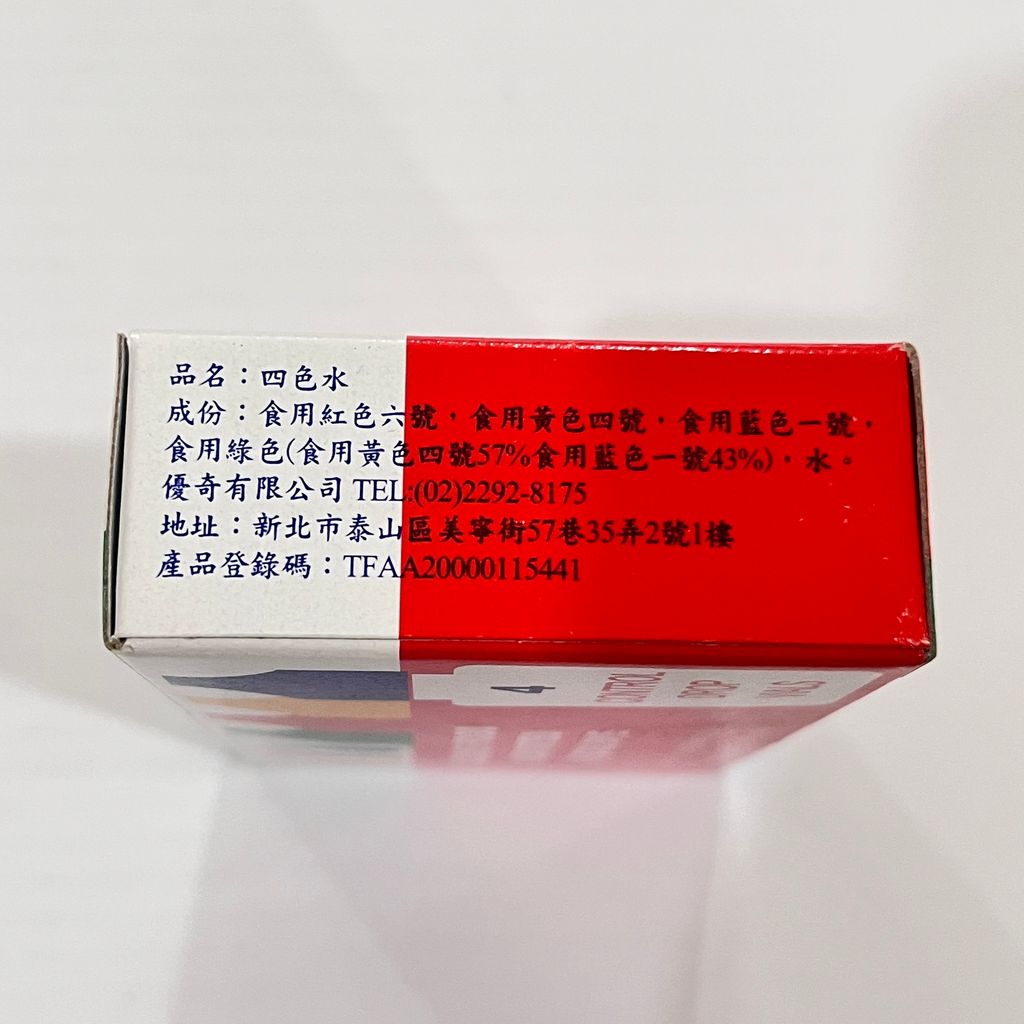 品名：四色水
成份：食用紅色六號，食用黃色四號，食用藍色一號，
食用綠色(食用黃色四號57%食用藍色一號43%)，水。
優奇有限公司 TEL:(02)2292-8175
地址：新北市泰山區美寧街57巷35弄2號1樓
產品登錄碼：TFAA20000115441
4
CONTROL
DROP
VIALS